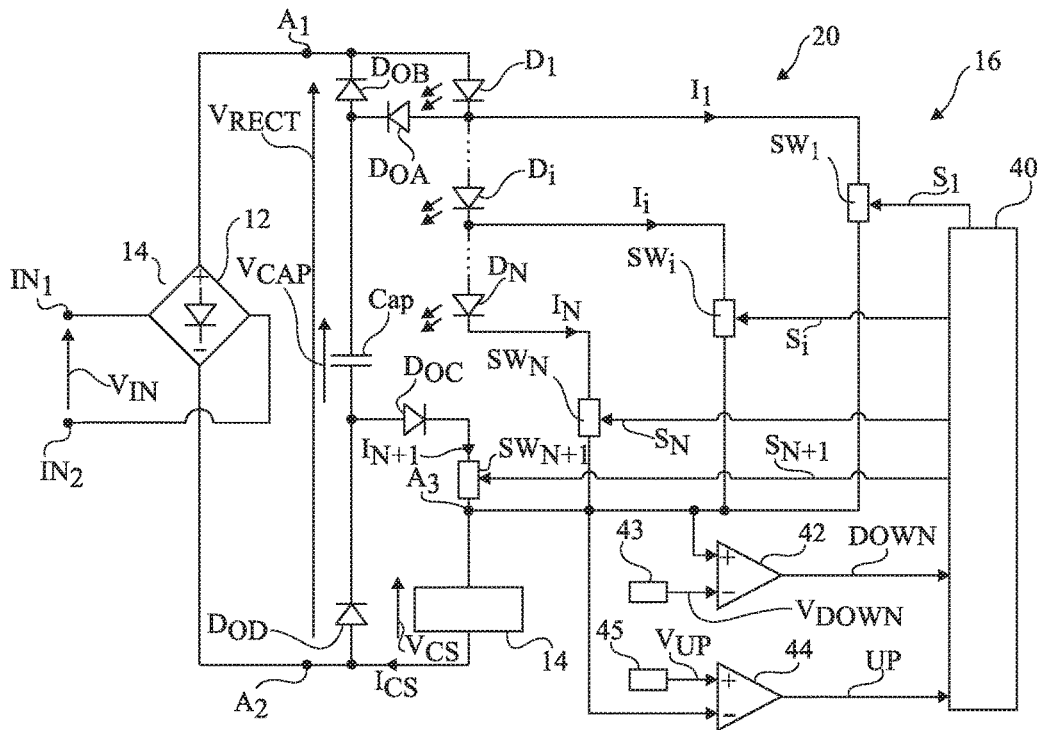 A1
20
DOB
D1
16
VRECT
I1
SW1
DOA
Di
S1
40
12
Ii
14
VCAP
SWi
IN1
DN
Cap
IN
Si
VIN
DOC
SWN
SN
IN2
IN+1
SWN+1
SN+1
A3
43
42
DOWN
VDOWN
DOD
VCS
45
VUP
44
UP
A2
ICS
14
+
−
+
−
+
−